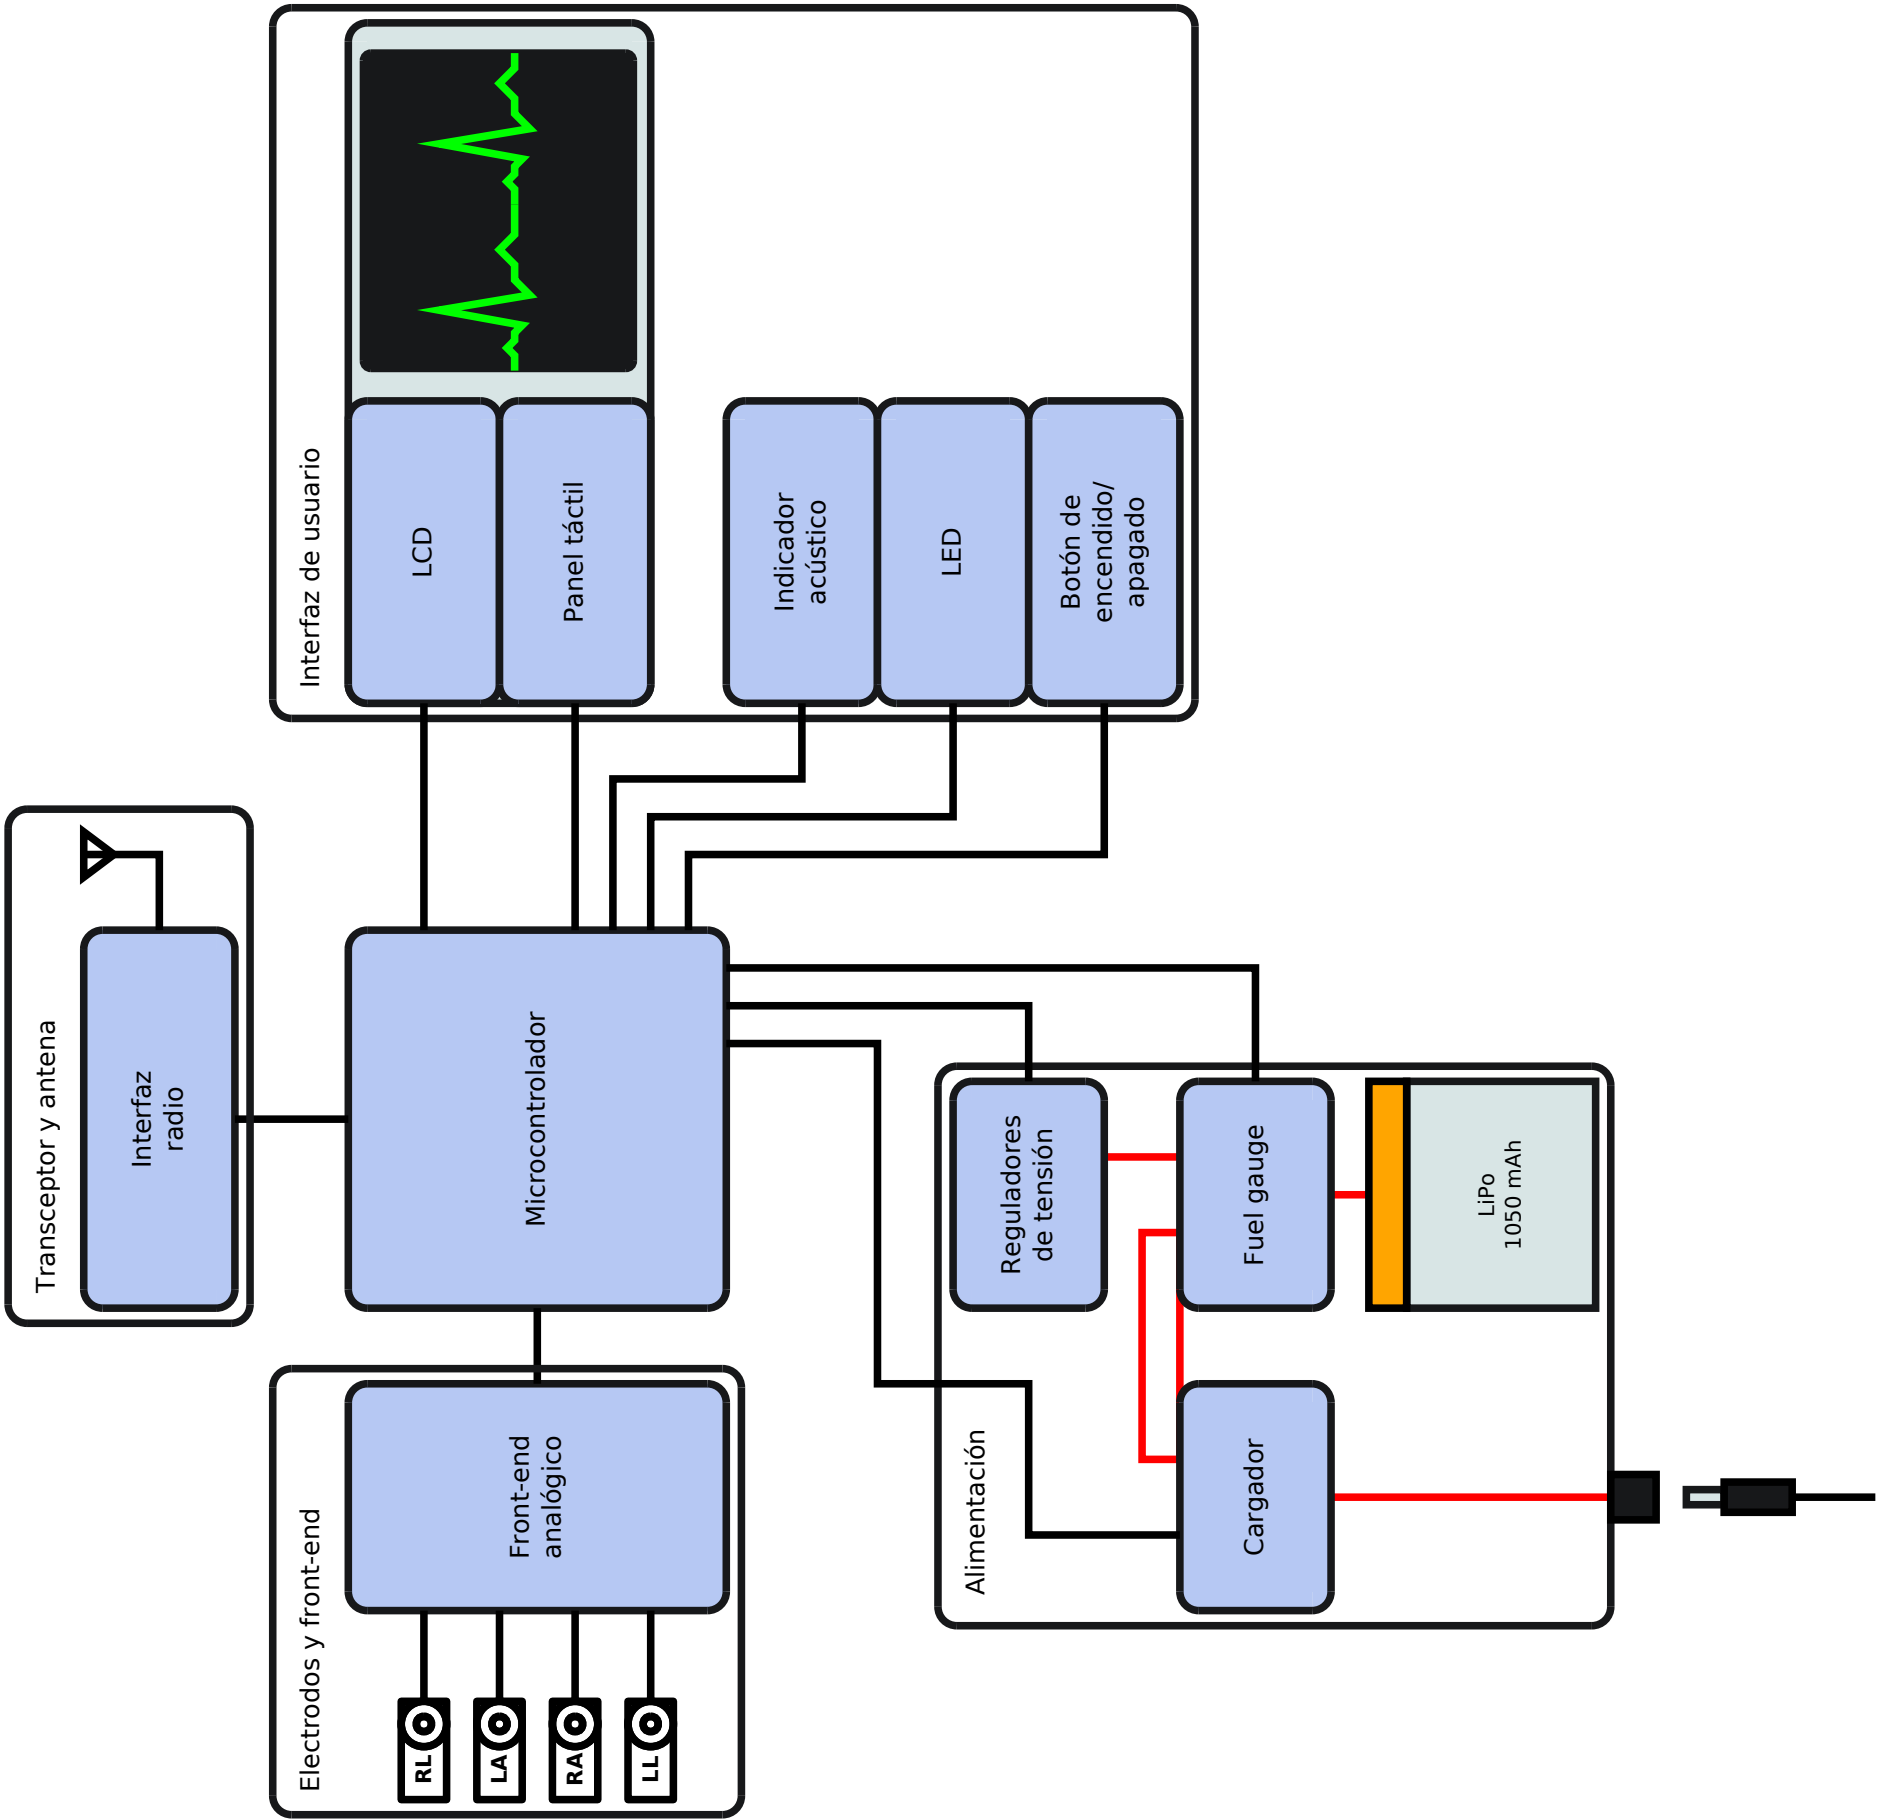 Transceptor y antena
Interfaz
radio
Electrodos y front-end
RL
LA
RA
LL
Front-end
analógico
Microcontrolador
Interfaz de usuario
LCD
Panel táctil
Indicador
acústico
LED
Botón de
encendido/
apagado
Alimentación
Cargador
Reguladores
de tensión
Fuel gauge
LiPo
1050 mAh